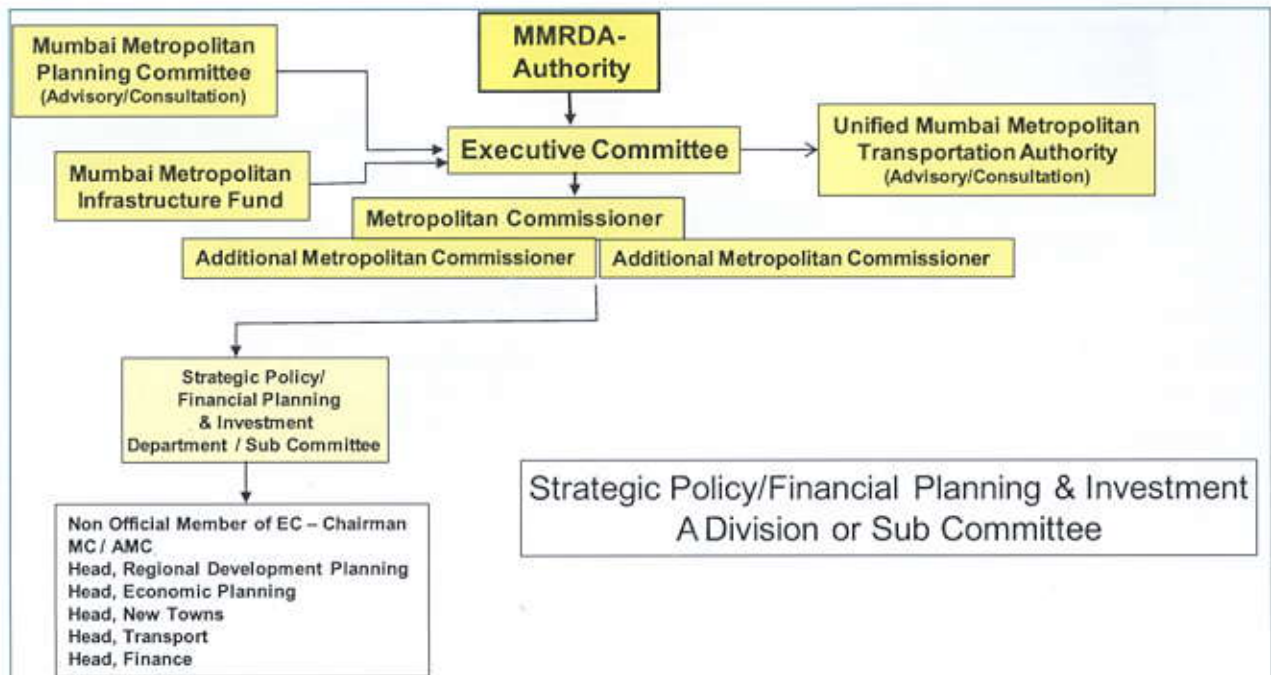 Mumbai Metropolitan
Planning Committee
(Advisory/Consultation)
MMRDA-
Authority
Executive Committee
Unified Mumbai Metropolitan
Transportation Authority
(Advisory/Consultation)
Mumbai Metropolitan
Infrastructure Fund
Metropolitan Commissioner
Additional Metropolitan Commissioner
Additional Metropolitan Commissioner
Strategic Policy/
Financial Planning
& Investment
Department / Sub Committee
Strategic Policy/Financial Planning & Investment
A Division or Sub Committee
Non Official Member of EC – Chairman
MC / AMC
Head, Regional Development Planning
Head, Economic Planning
Head, New Towns
Head, Transport
Head, Finance